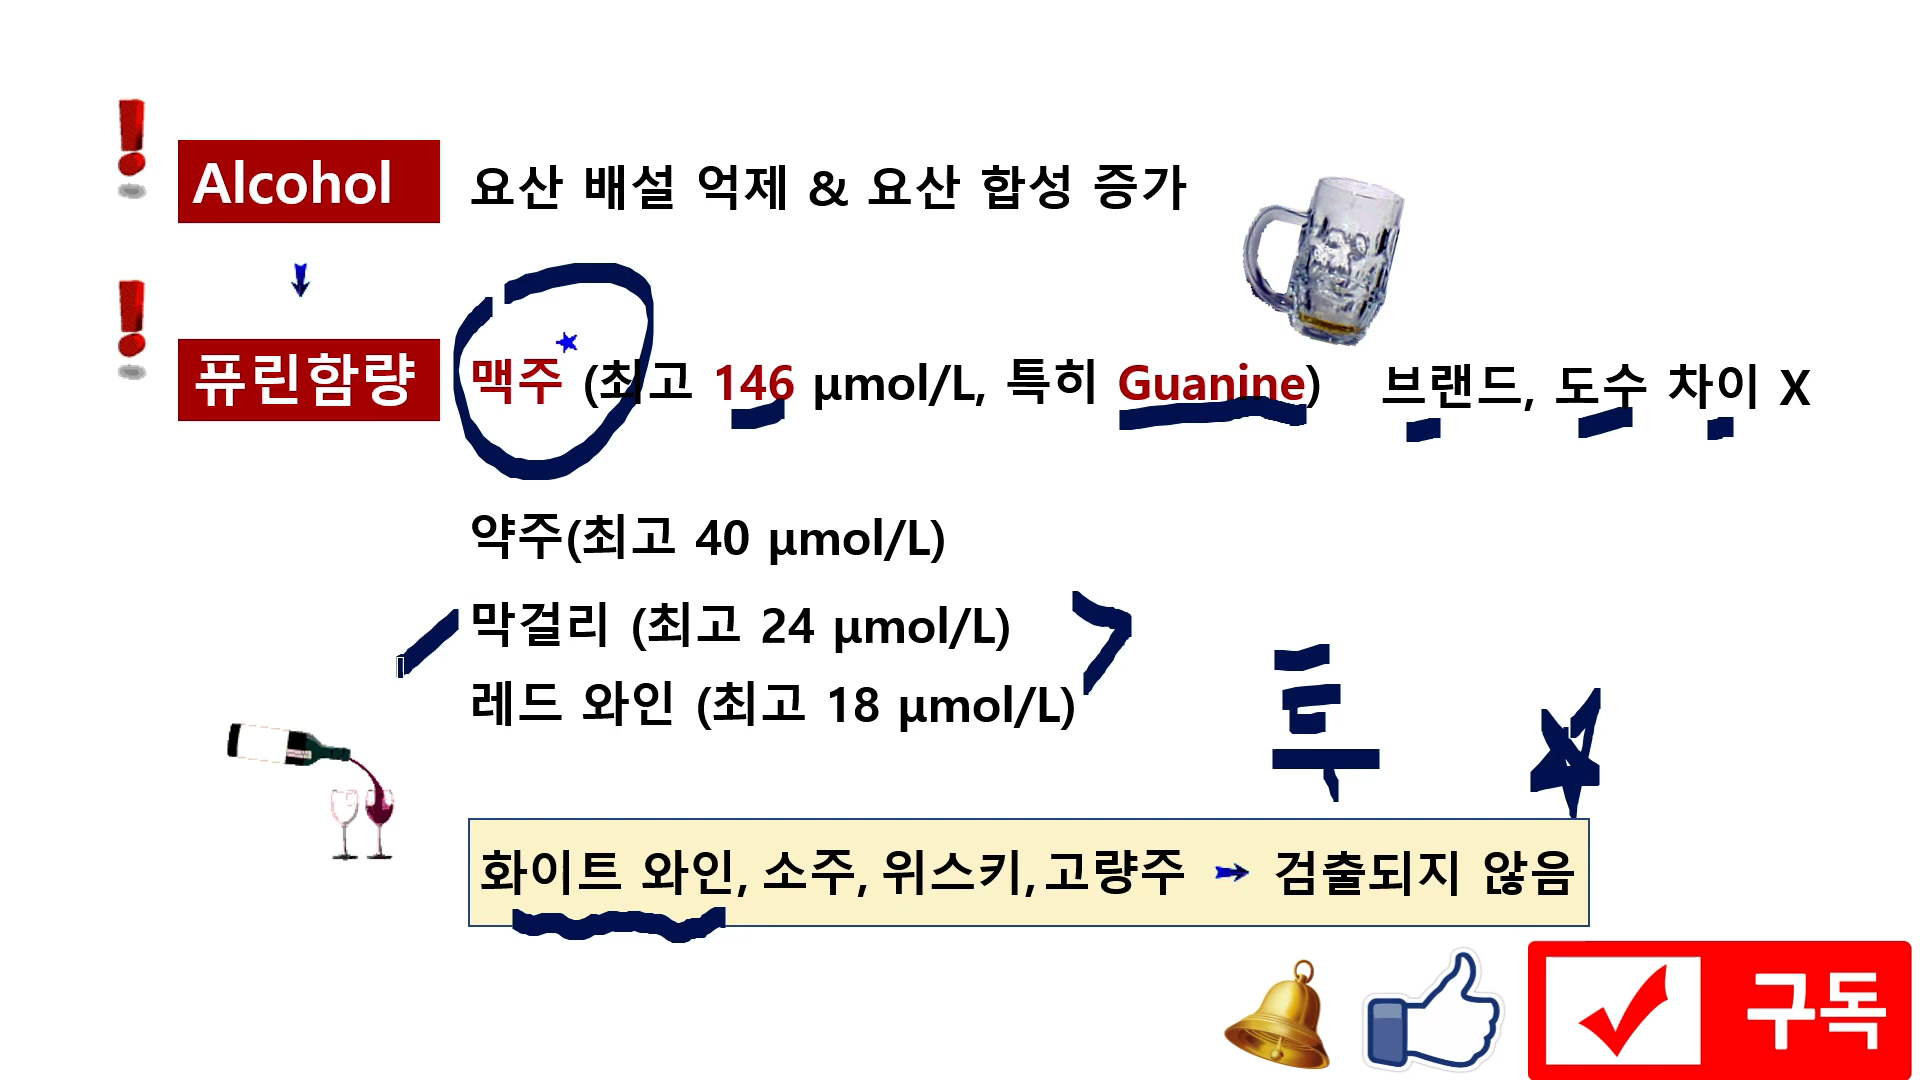 Alcohol 요산 배설 억제 & 요산 합성 증가
퓨린함량 맥주 (최고 146 μmol/L, 특히 Guanine) 브랜드, 도수 차이 X
약주(최고 40 μmol/L)
막걸리 (최고 24 μmol/L)
레드 와인 (최고 18 μmol/L)
화이트 와인, 소주, 위스키, 고량주 → 검출되지 않음
구독